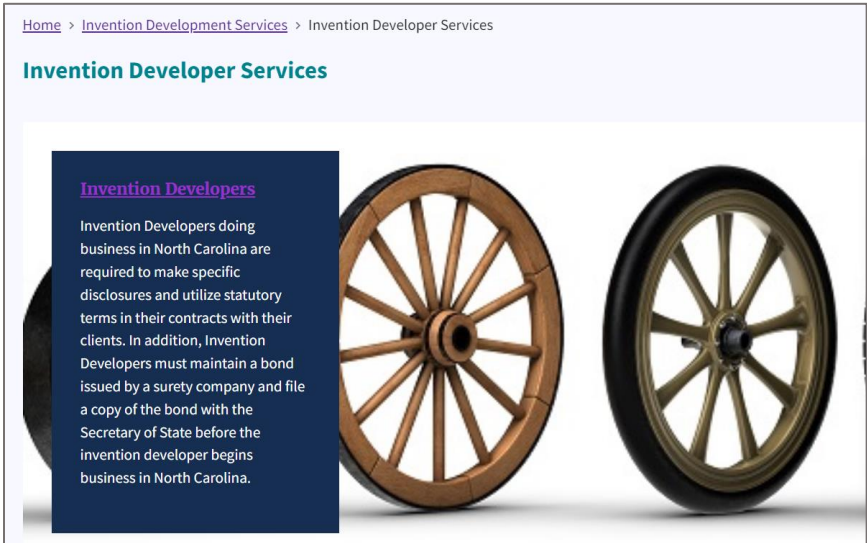 Home > Invention Development Services > Invention Developer Services
Invention Developer Services
Invention Developers
Invention Developers doing
business in North Carolina are
required to make specific
disclosures and utilize statutory
terms in their contracts with their
clients. In addition, Invention
Developers must maintain a bond
issued by a surety company and file
a copy of the bond with the
Secretary of State before the
invention developer begins
business in North Carolina.